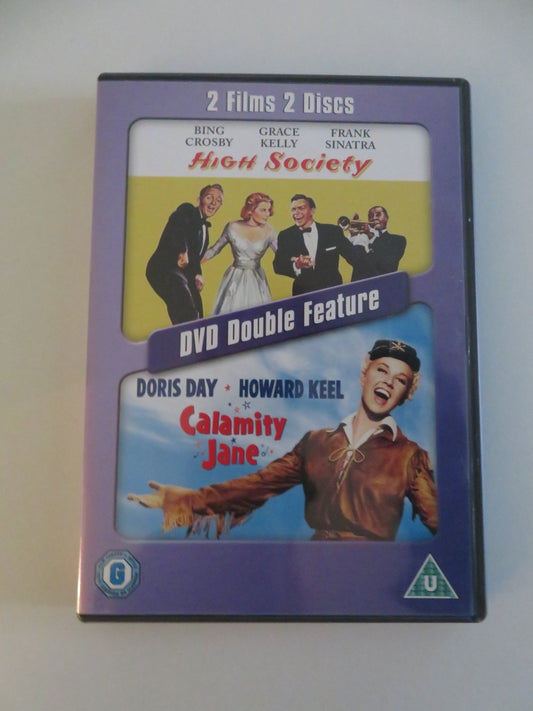 2 Films 2 Discs
BING GRACE FRANK
CROSBY KELLY SINATRA
HIGH SOCIETY
DVD Double Feature
DORIS DAY ★ HOWARD KEEL
Calamity
Jane
G
U